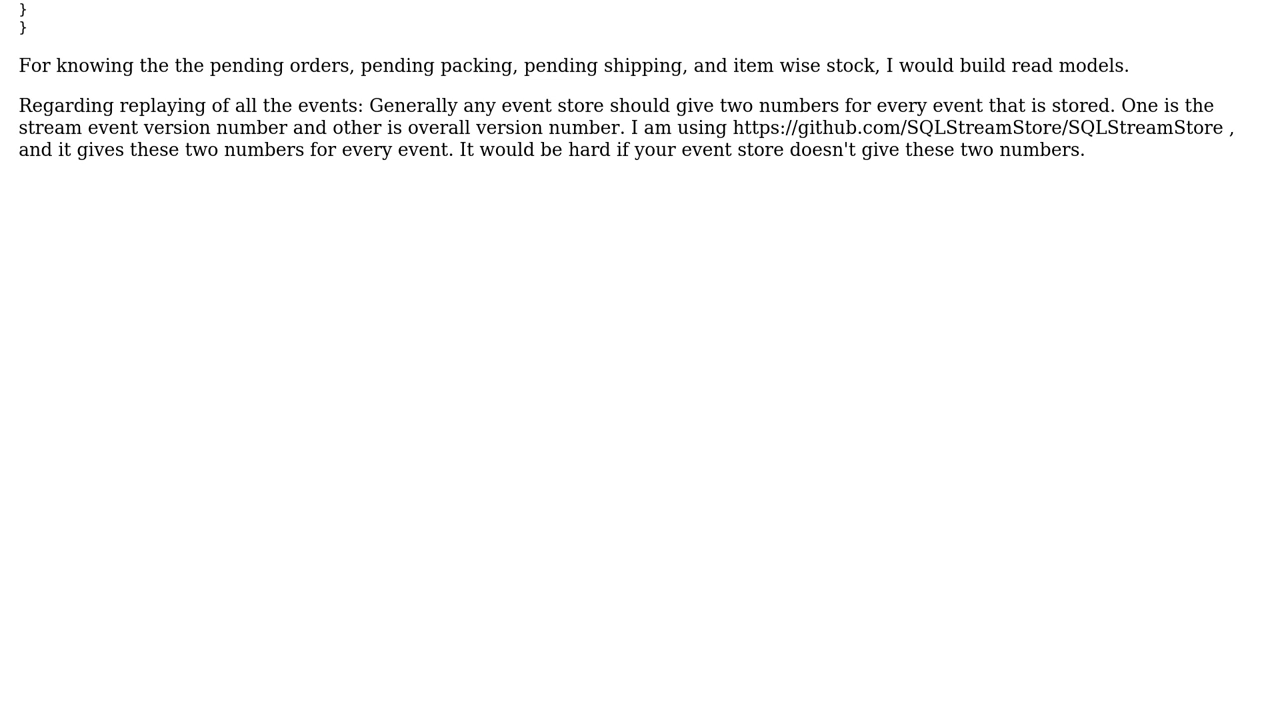 }
}
For knowing the the pending orders, pending packing, pending shipping, and item wise stock, I would build read models.
Regarding replaying of all the events: Generally any event store should give two numbers for every event that is stored. One is the
stream event version number and other is overall version number. I am using https://github.com/SQLStreamStore/SQLStreamStore ,
and it gives these two numbers for every event. It would be hard if your event store doesn't give these two numbers.